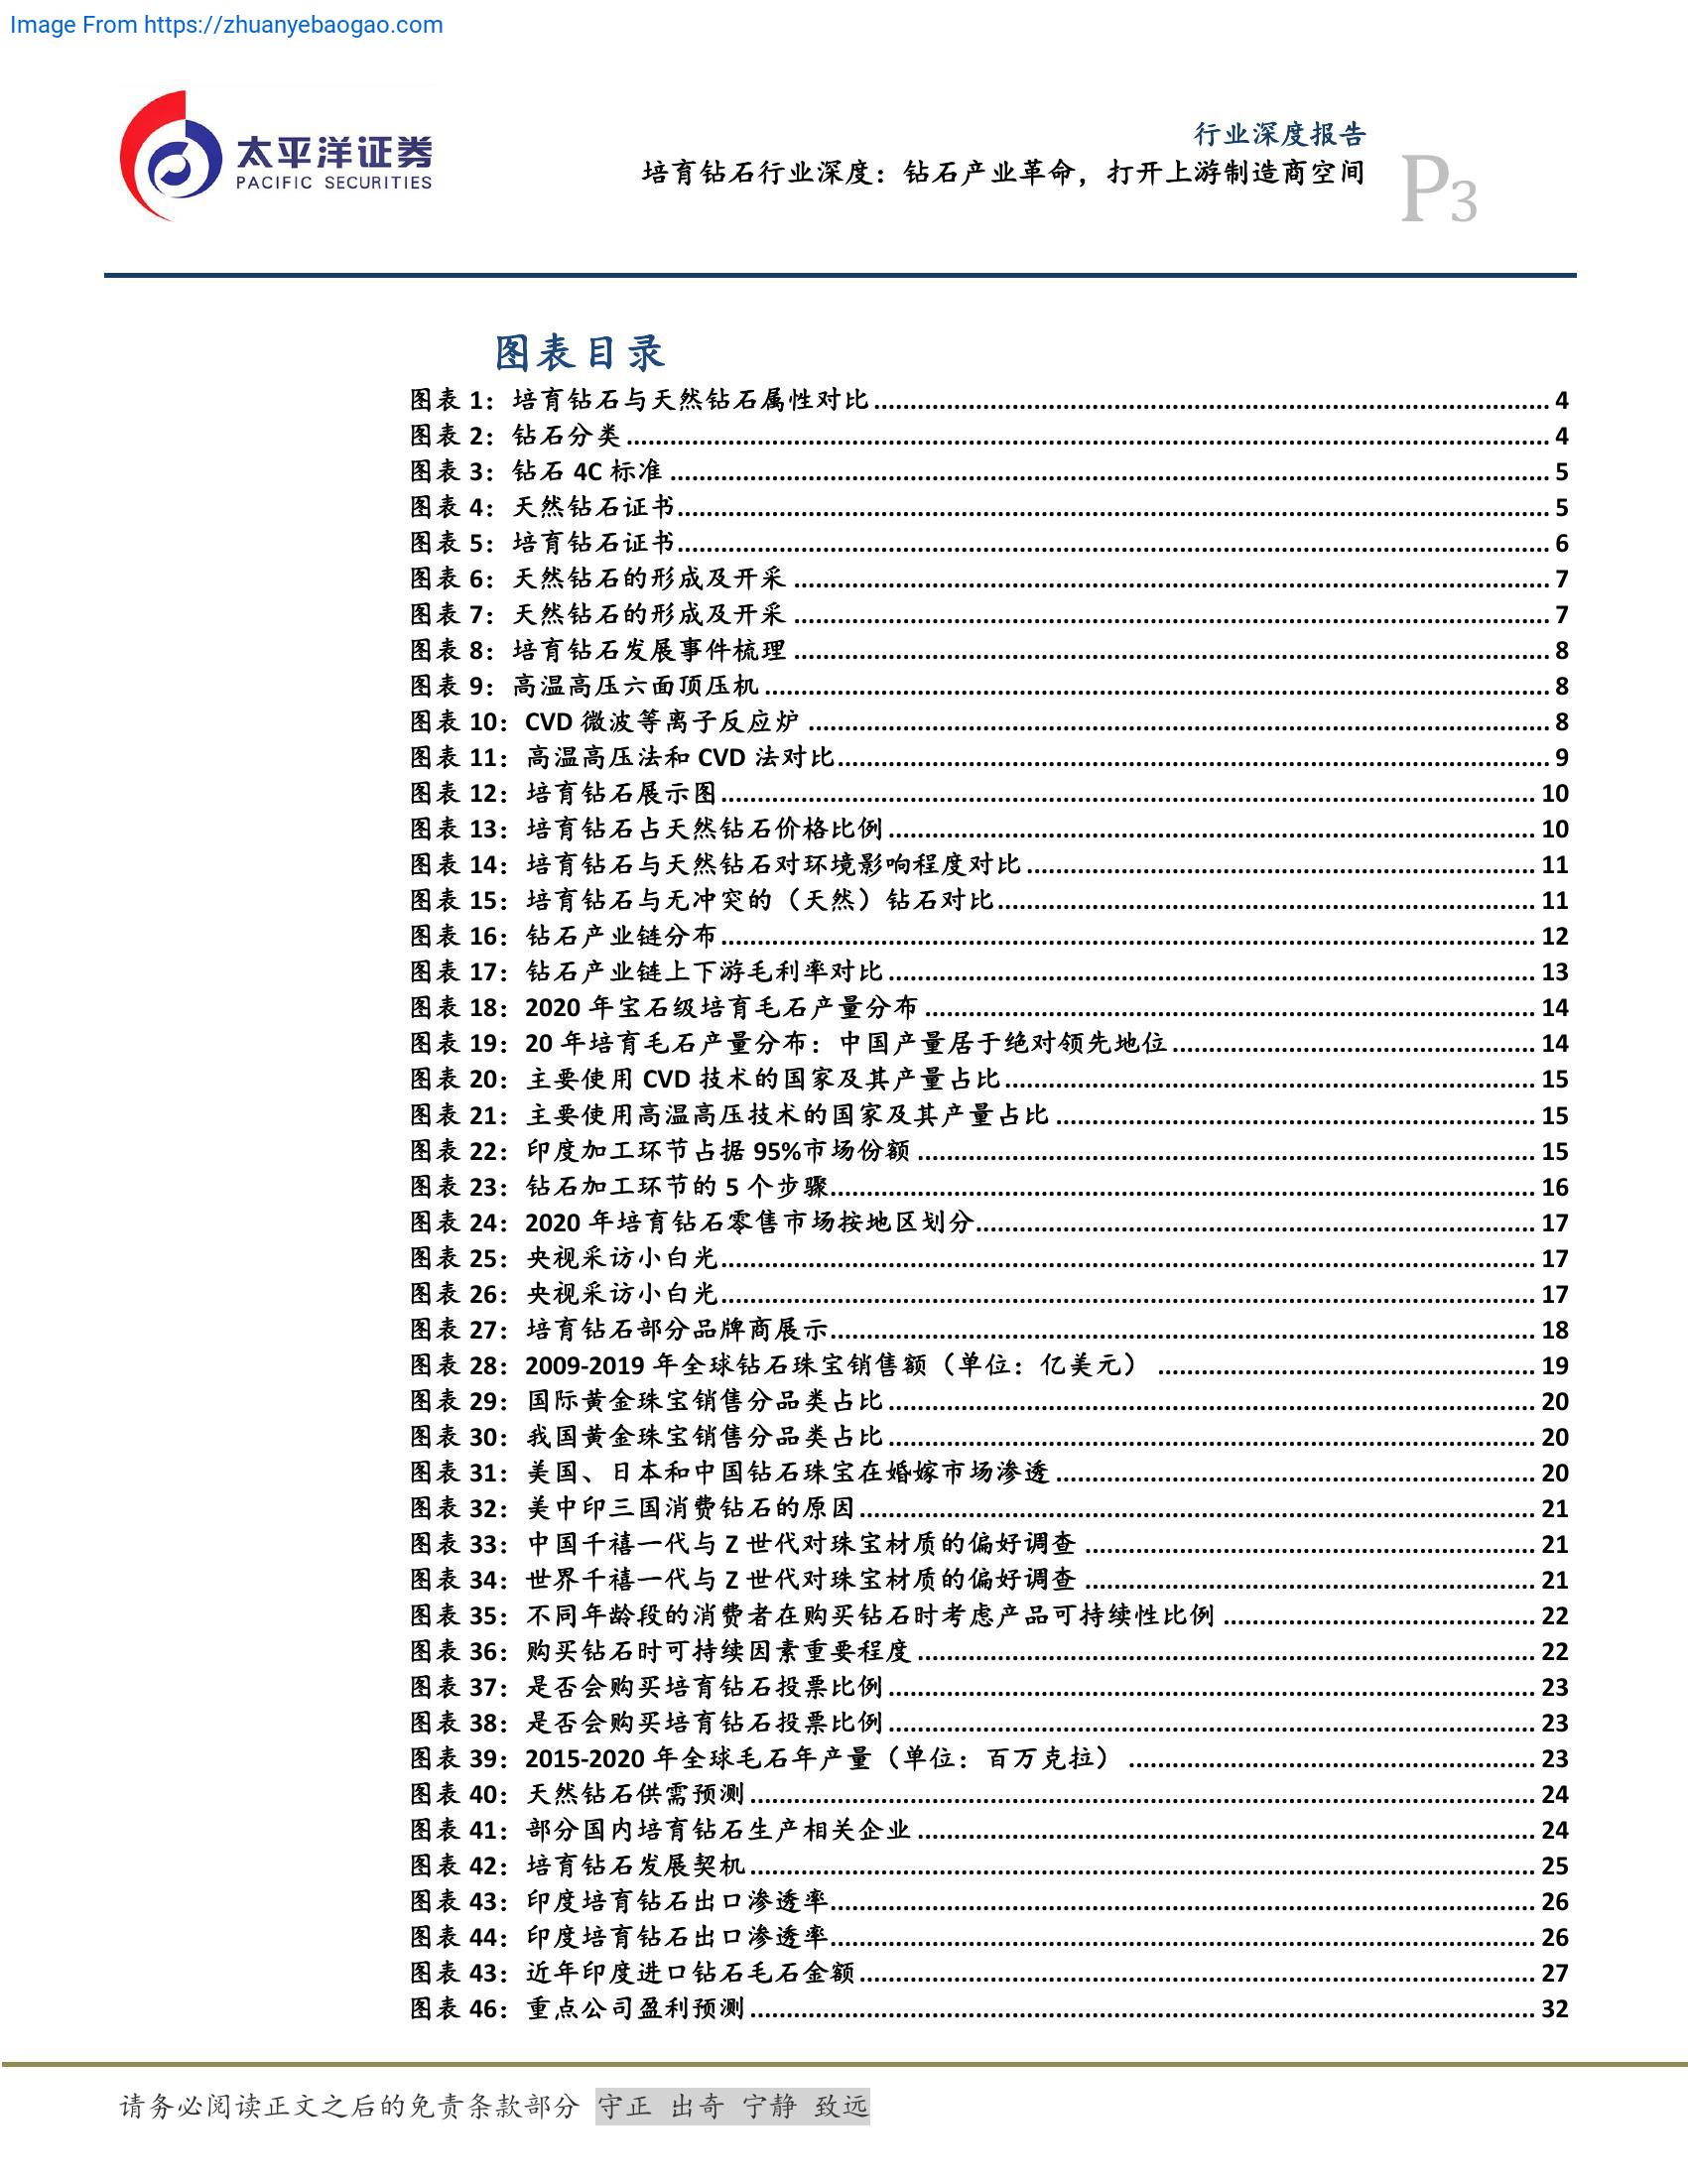 Image From https://zhuanyebaogao.com
太平洋证券
PACIFIC SECURITIES
行业深度报告
培育钻石行业深度：钻石产业革命，打开上游制造商空间
P3
图表目录
图表 1：培育钻石与天然钻石属性对比 4
图表 2：钻石分类 4
图表 3：钻石 4C 标准 5
图表 4：天然钻石证书 5
图表 5：培育钻石证书 6
图表 6：天然钻石的形成及开采 7
图表 7：天然钻石的形成及开采 7
图表 8：培育钻石发展事件梳理 8
图表 9：高温高压六面顶压机 8
图表 10：CVD 微波等离子反应炉 8
图表 11：高温高压法和 CVD 法对比 9
图表 12：培育钻石展示图 10
图表 13：培育钻石占天然钻石价格比例 10
图表 14：培育钻石与天然钻石对环境影响程度对比 11
图表 15：培育钻石与无冲突的（天然）钻石对比 11
图表 16：钻石产业链分布 12
图表 17：钻石产业链上下游毛利率对比 13
图表 18：2020 年宝石级培育毛石产量分布 14
图表 19：20 年培育毛石产量分布：中国产量居于绝对领先地位 14
图表 20：主要使用 CVD 技术的国家及其产量占比 15
图表 21：主要使用高温高压技术的国家及其产量占比 15
图表 22：印度加工环节占据 95%市场份额 15
图表 23：钻石加工环节的 5 个步骤 16
图表 24：2020 年培育钻石零售市场按地区划分 17
图表 25：央视采访小白光 17
图表 26：央视采访小白光 17
图表 27：培育钻石部分品牌商展示 18
图表 28：2009-2019 年全球钻石珠宝销售额（单位：亿美元） 19
图表 29：国际黄金珠宝销售分品类占比 20
图表 30：我国黄金珠宝销售分品类占比 20
图表 31：美国、日本和中国钻石珠宝在婚嫁市场渗透 20
图表 32：美中印三国消费钻石的原因 21
图表 33：中国千禧一代与 Z 世代对珠宝材质的偏好调查 21
图表 34：世界千禧一代与 Z 世代对珠宝材质的偏好调查 21
图表 35：不同年龄段的消费者在购买钻石时考虑产品可持续性比例 22
图表 36：购买钻石时可持续因素重要程度 22
图表 37：是否会购买培育钻石投票比例 23
图表 38：是否会购买培育钻石投票比例 23
图表 39：2015-2020 年全球毛石年产量（单位：百万克拉） 23
图表 40：天然钻石供需预测 24
图表 41：部分国内培育钻石生产相关企业 24
图表 42：培育钻石发展契机 25
图表 43：印度培育钻石出口渗透率 26
图表 44：印度培育钻石出口渗透率 26
图表 43：近年印度进口钻石毛石金额 27
图表 46：重点公司盈利预测 32
请务必阅读正文之后的免责条款部分 守正 出奇 宁静 致远